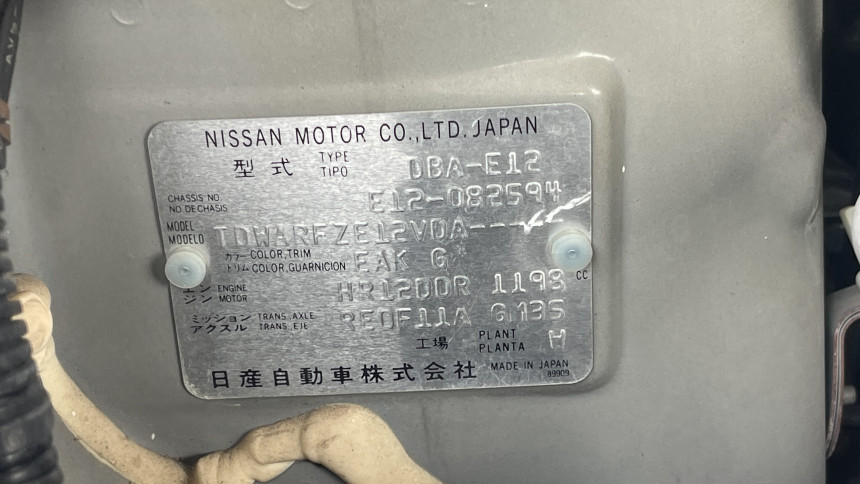 NISSAN MOTOR CO.,LTD. JAPAN
型式 TYPE TIPO DBA-E12
CHASSIS NO. NO.DE CHASIS E12-082594
MODEL MODELO TDWARFZE12VDA-----
カラー トリム COLOR,TRIM COLOR,GUARNICION EAK G*
エンジン ENGINE MOTOR HR12DDR 1198 CC
ミッション アクスル TRANS.,AXLE TRANS.,EJE RE0F11A GM35
工場 PLANT PLANTA H
日産自動車株式会社 MADE IN JAPAN
89909